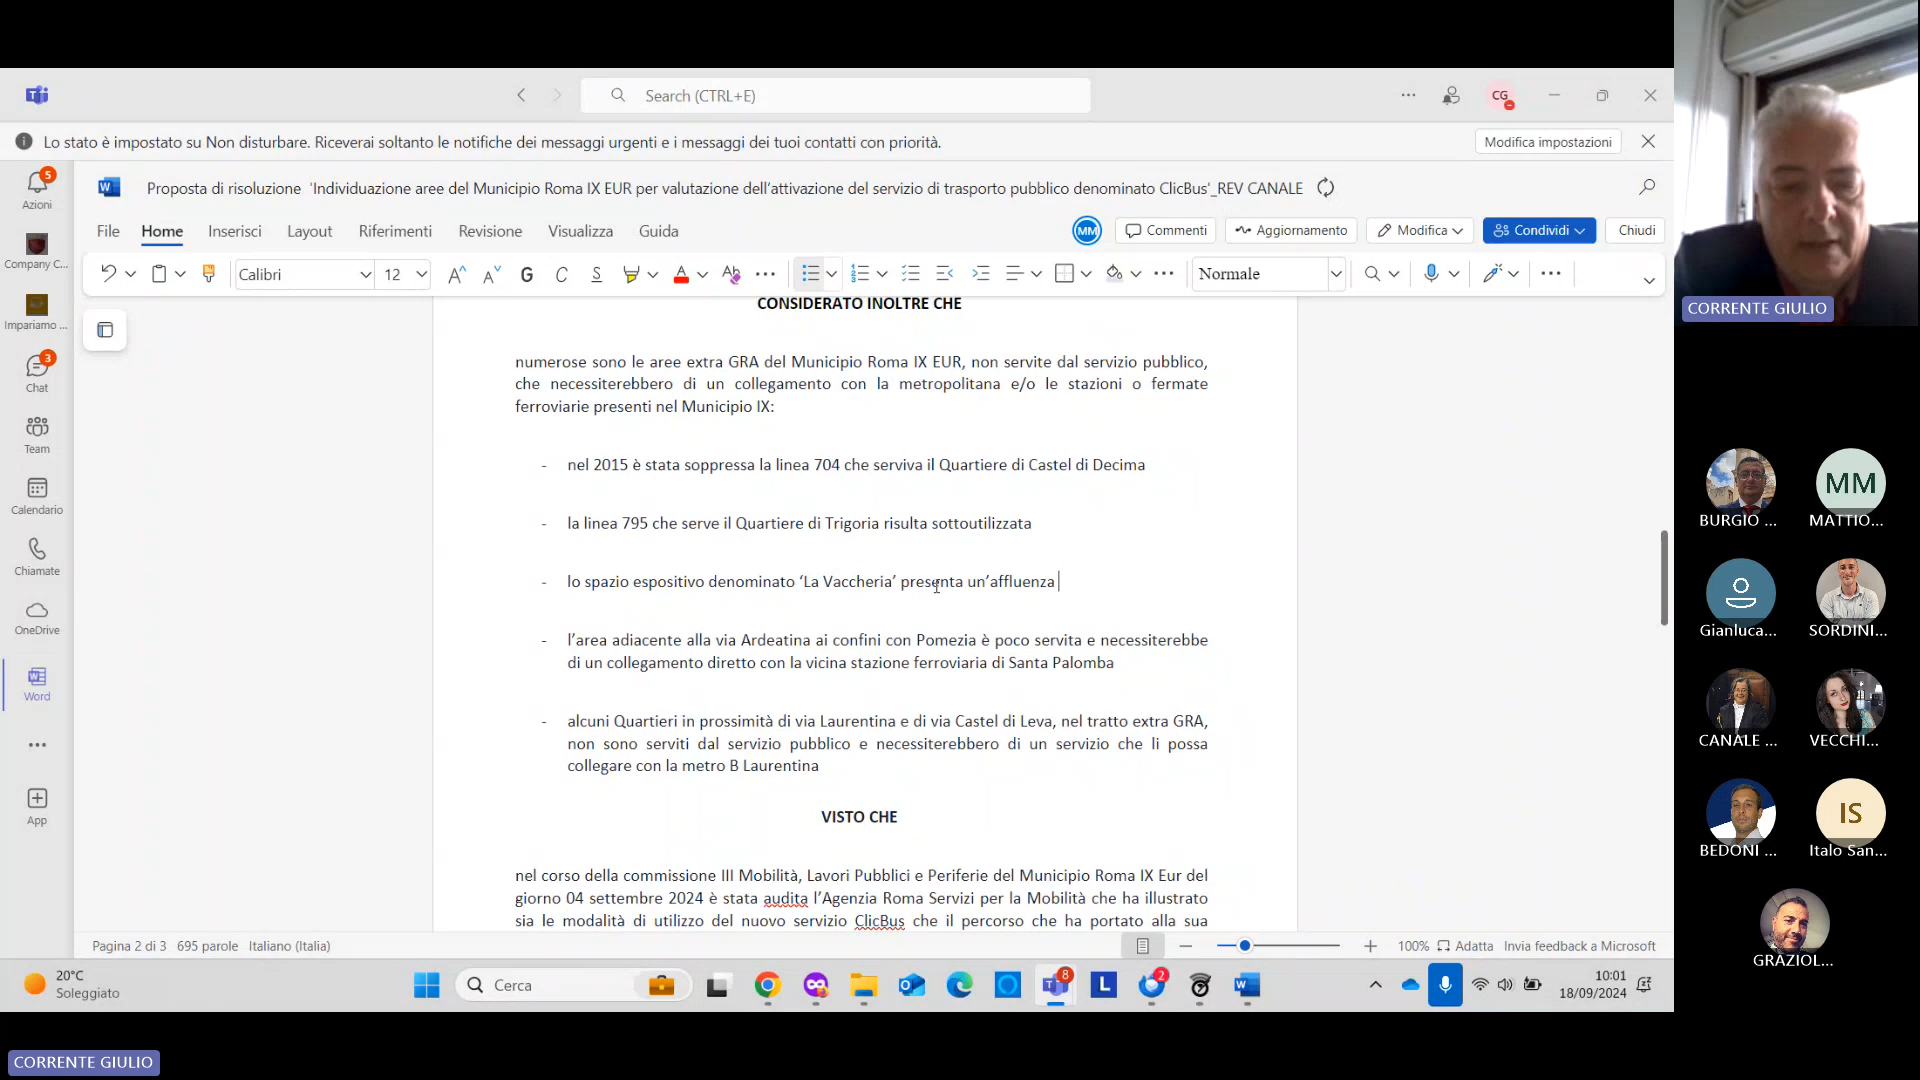 Search (CTRL+E)
CG
Lo stato è impostato su Non disturbare. Riceverai soltanto le notifiche dei messaggi urgenti e i messaggi dei tuoi contatti con priorità.
Modifica impostazioni
5
Azioni
Company C...
Impariamo ...
3
Chat
Team
Calendario
Chiamate
OneDrive
Word
App
Proposta di risoluzione 'Individuazione aree del Municipio Roma IX EUR per valutazione dell'attivazione del servizio di trasporto pubblico denominato ClicBus'_REV CANALE
File
Home
Inserisci
Layout
Riferimenti
Revisione
Visualizza
Guida
MM
Commenti
Aggiornamento
Modifica
Condividi
Chiudi
Calibri
12
G
C
S
Normale
CONSIDERATO INOLTRE CHE
numerose sono le aree extra GRA del Municipio Roma IX EUR, non servite dal servizio pubblico,
che necessiterebbero di un collegamento con la metropolitana e/o le stazioni o fermate
ferroviarie presenti nel Municipio IX:
- nel 2015 è stata soppressa la linea 704 che serviva il Quartiere di Castel di Decima
- la linea 795 che serve il Quartiere di Trigoria risulta sottoutilizzata
- lo spazio espositivo denominato ‘La Vaccheria’ presenta un’affluenza
- l’area adiacente alla via Ardeatina ai confini con Pomezia è poco servita e necessiterebbe
di un collegamento diretto con la vicina stazione ferroviaria di Santa Palomba
- alcuni Quartieri in prossimità di via Laurentina e di via Castel di Leva, nel tratto extra GRA,
non sono serviti dal servizio pubblico e necessiterebbero di un servizio che li possa
collegare con la metro B Laurentina
VISTO CHE
nel corso della commissione III Mobilità, Lavori Pubblici e Periferie del Municipio Roma IX Eur del
giorno 04 settembre 2024 è stata audita l’Agenzia Roma Servizi per la Mobilità che ha illustrato
sia le modalità di utilizzo del nuovo servizio ClicBus che il percorso che ha portato alla sua
Pagina 2 di 3
695 parole
Italiano (Italia)
100%
Adatta
Invia feedback a Microsoft
20°C
Soleggiato
Cerca
8
L
2
10:01
18/09/2024
CORRENTE GIULIO
CORRENTE GIULIO
BURGIO ...
MM
MATTIO...
Gianluca...
SORDINI...
CANALE ...
VECCHI...
BEDONI ...
IS
Italo San...
GRAZIOL...